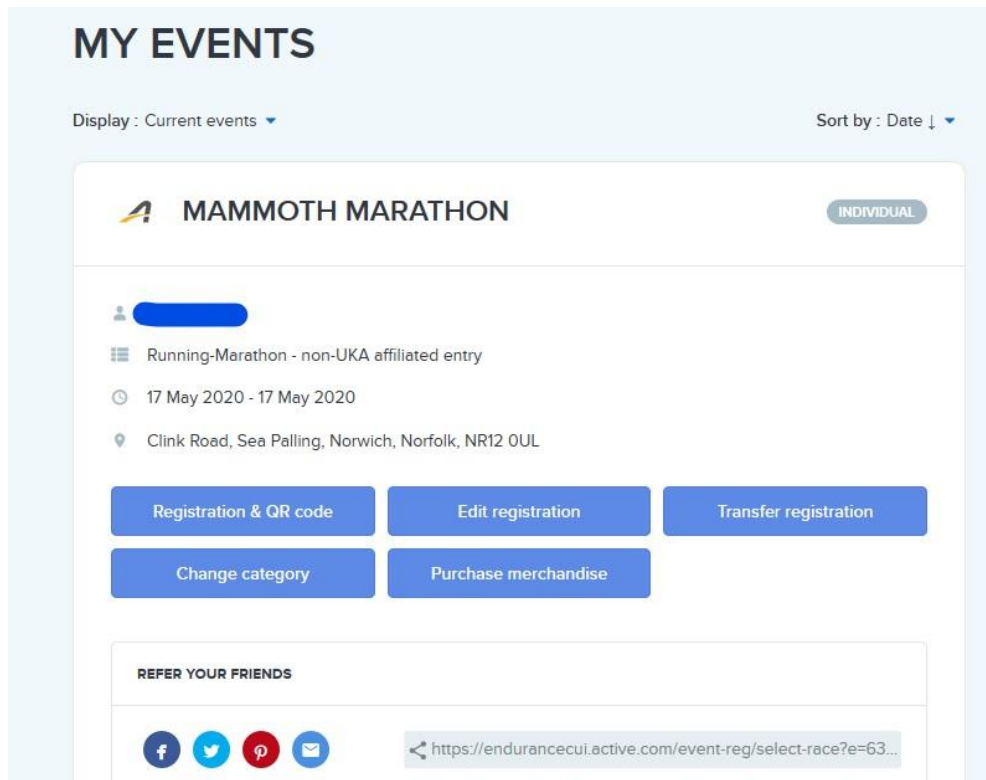 MY EVENTS
Display : Current events
Sort by : Date ↓
MAMMOTH MARATHON
INDIVIDUAL
Running-Marathon - non-UKA affiliated entry
17 May 2020 - 17 May 2020
Clink Road, Sea Palling, Norwich, Norfolk, NR12 0UL
Registration & QR code
Edit registration
Transfer registration
Change category
Purchase merchandise
REFER YOUR FRIENDS
https://endurancecui.active.com/event-reg/select-race?e=63...